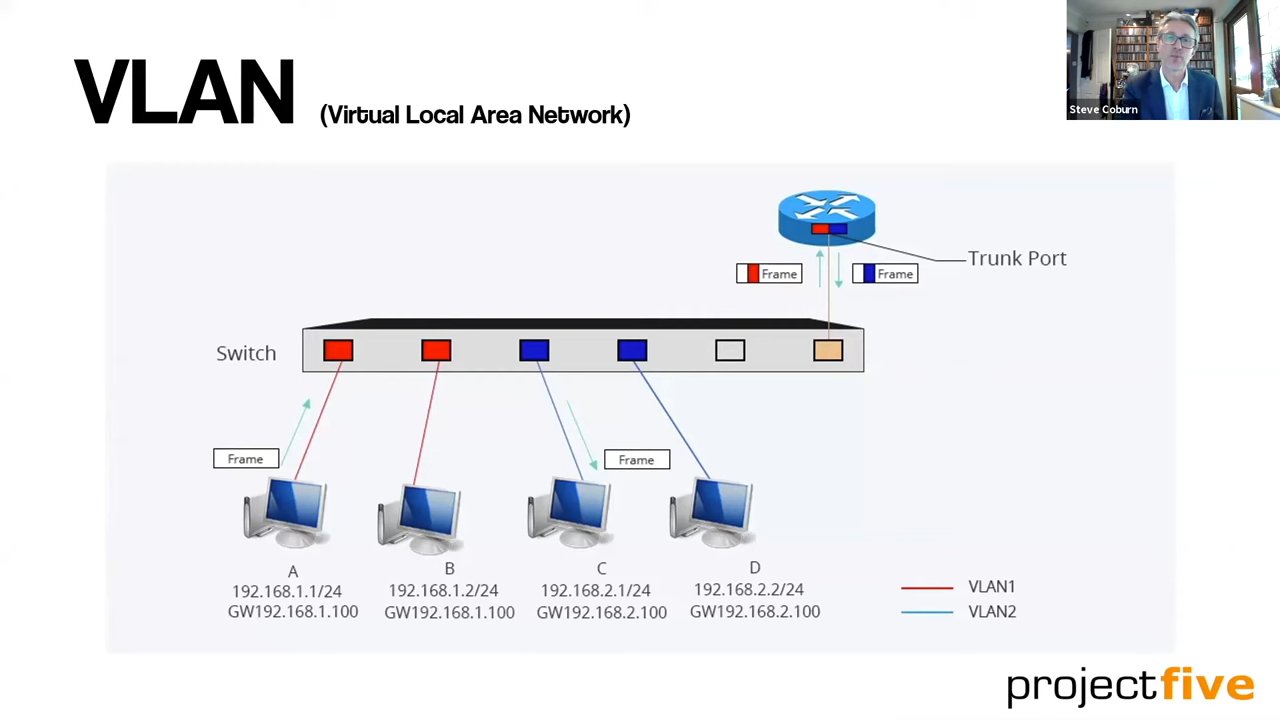 VLAN (Virtual Local Area Network)
Steve Coburn
Trunk Port
Frame
Frame
Switch
Frame
Frame
A
B
C
D
192.168.1.1/24
192.168.1.2/24
192.168.2.1/24
192.168.2.2/24
GW192.168.1.100
GW192.168.1.100
GW192.168.2.100
GW192.168.2.100
VLAN1
VLAN2
projectfive